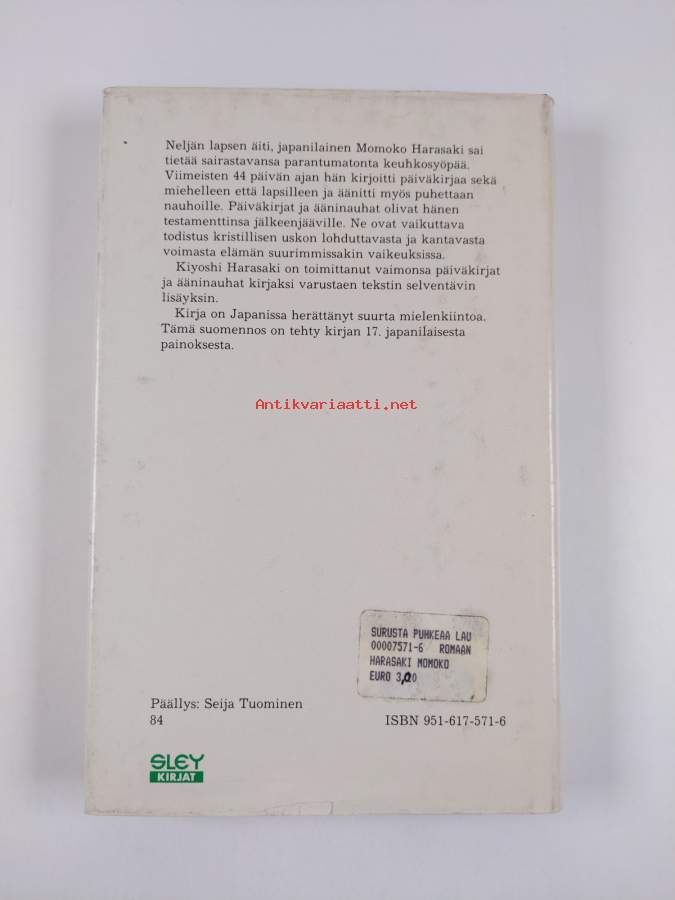 Neljän lapsen äiti, japanilainen Momoko Harasaki sai
tietää sairastavansa parantumatonta keuhkosyöpää.
Viimeisten 44 päivän ajan hän kirjoitti päiväkirjaa sekä
miehelleen että lapsilleen ja äänitti myös puhettaan
nauhoille. Päiväkirjat ja ääninauhat olivat hänen
testamenttinsa jälkeenjääville. Ne ovat vaikuttava
todistus kristillisen uskon lohduttavasta ja kantavasta
voimasta elämän suurimmissakin vaikeuksissa.
Kiyoshi Harasaki on toimittanut vaimonsa päiväkirjat
ja ääninauhat kirjaksi varustaen tekstin selventävin
lisäyksin.
Kirja on Japanissa herättänyt suurta mielenkiintoa.
Tämä suomennos on tehty kirjan 17. japanilaisesta
painoksesta.
Antikvariaatti.net
SURUSTA PUHKEAA LAU
00007571-6 ROMAAN
HARASAKI MOMOKO
EURO 3,00
Päällys: Seija Tuominen
84 ISBN 951-617-571-6
SLEY
KIRJAT